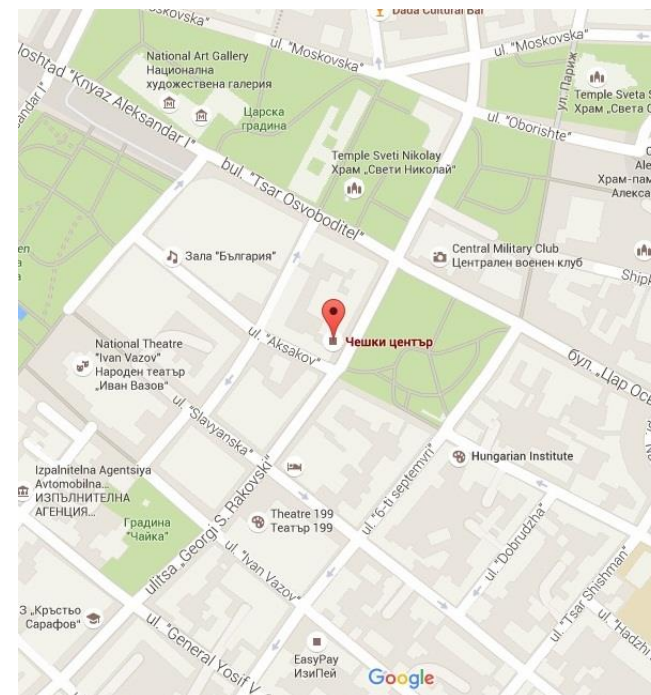 Dada Cultural Bar
ul. "Moskovska"
ul. "Moskovska"
National Art Gallery
Национална
художествена галерия
loshtad "Knyaz Aleksandar I"
Царска
градина
ул. Париж
Temple Sveta S
Храм „Света С
ul. "Oborishte"
Temple Sveti Nikolay
Храм „Свети Николай"
Ale
Храм-пам
Алекса
bul. "Tsar Osvoboditel"
Зала "България"
Central Military Club
Централен военен клуб
Shipk
Чешки център
ul. "Aksakov"
National Theatre
"Ivan Vazov"
Народен театър
„Иван Вазов"
бул. „Цар Осв
ul. "Slavyanska"
Hungarian Institute
Izpalnitelna Agentsiya
Avtomobilna...
ИЗПЪЛНИТЕЛНА
АГЕНЦИЯ...
Градина
"Чайка"
ulitsa „Georgi S. Rakovski"
Theatre 199
Театър 199
ul. "6-ti septemvri"
ul. "Dobrudzha"
ul. "Ivan Vazov"
ul. "Tsar Shishman"
ul. "Hadzhi
З „Кръстьо
Сарафов"
ul. "General Yosif V
EasyPay
ИзиПей
Google